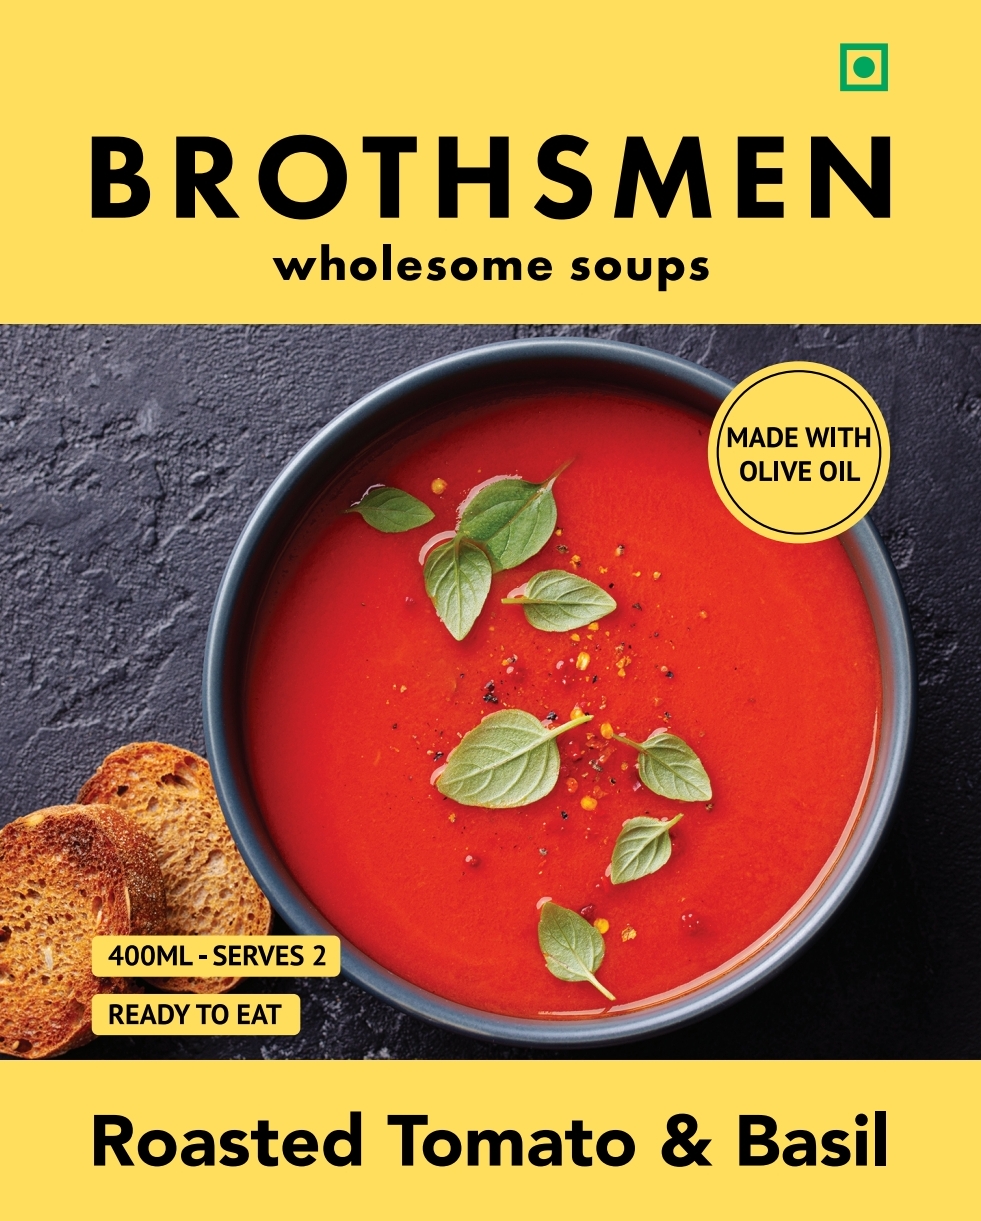 BROTHSMEN
wholesome soups
MADE WITH
OLIVE OIL
400ML - SERVES 2
READY TO EAT
Roasted Tomato & Basil